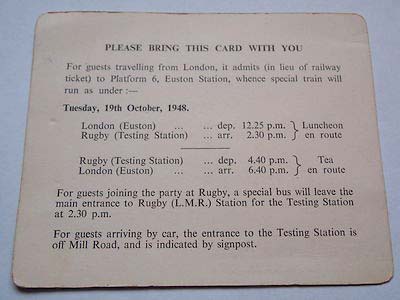 PLEASE BRING THIS CARD WITH YOU
For guests travelling from London, it admits (in lieu of railway
ticket) to Platform 6, Euston Station, whence special train will
run as under :—
Tuesday, 19th October, 1948.
London (Euston) ... ... dep. 12.25 p.m. } Luncheon
Rugby (Testing Station) ... arr. 2.30 p.m. } en route
Rugby (Testing Station) ... dep. 4.40 p.m. } Tea
London (Euston) ... ... arr. 6.40 p.m. } en route
For guests joining the party at Rugby, a special bus will leave the
main entrance to Rugby (L.M.R.) Station for the Testing Station
at 2.30 p.m.
For guests arriving by car, the entrance to the Testing Station is
off Mill Road, and is indicated by signpost.